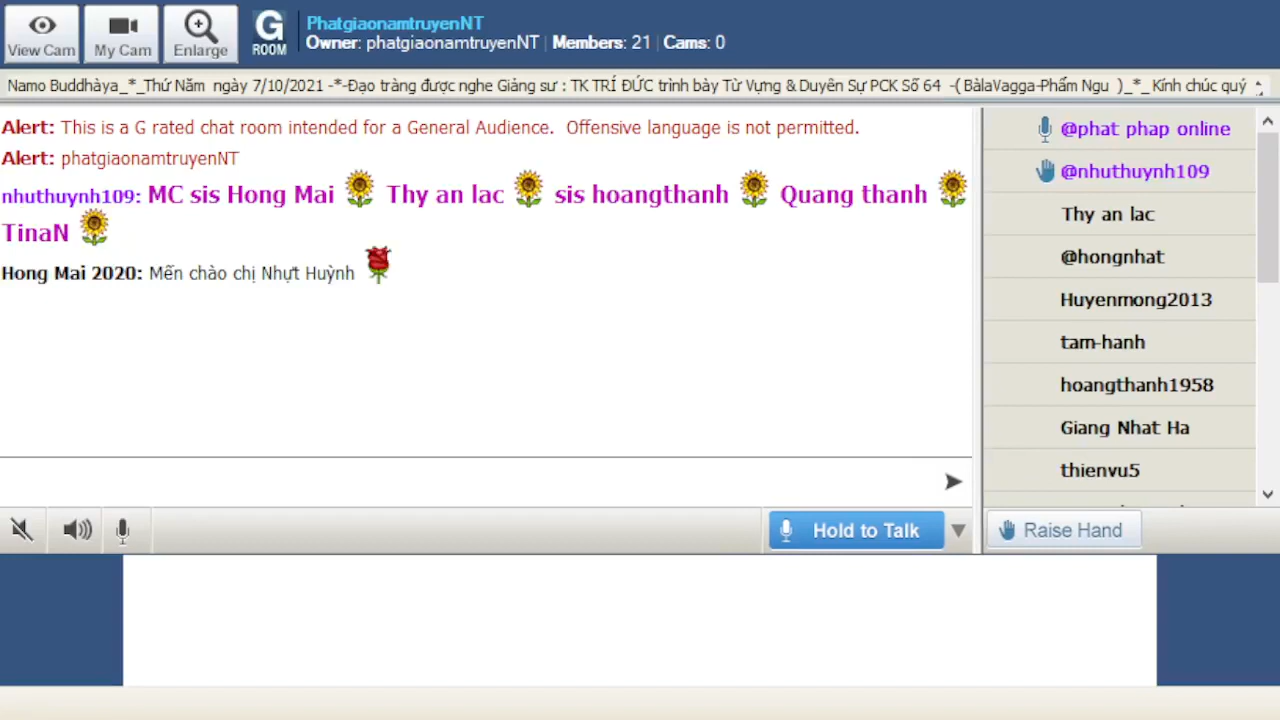 View Cam
My Cam
Enlarge
G
ROOM
PhatgiaonamtruyenNT
Owner: phatgiaonamtruyenNT | Members: 21 | Cams: 0
Namo Buddhàya_*_Thứ Năm ngày 7/10/2021 -*-Đạo tràng được nghe Giảng sư : TK TRÍ ĐỨC trình bày Từ Vựng & Duyên Sự PCK Số 64 -( BàlaVagga-Phẩm Ngu )_*_ Kính chúc quý
Alert: This is a G rated chat room intended for a General Audience. Offensive language is not permitted.
Alert: phatgiaonamtruyenNT
nhuthuynh109: MC sis Hong Mai Thy an lac sis hoangthanh Quang thanh
TinaN
Hong Mai 2020: Mến chào chị Nhựt Huỳnh
@phat phap online
@nhuthuynh109
Thy an lac
@hongnhat
Huyenmong2013
tam-hanh
hoangthanh1958
Giang Nhat Ha
thienvu5
Hold to Talk
Raise Hand